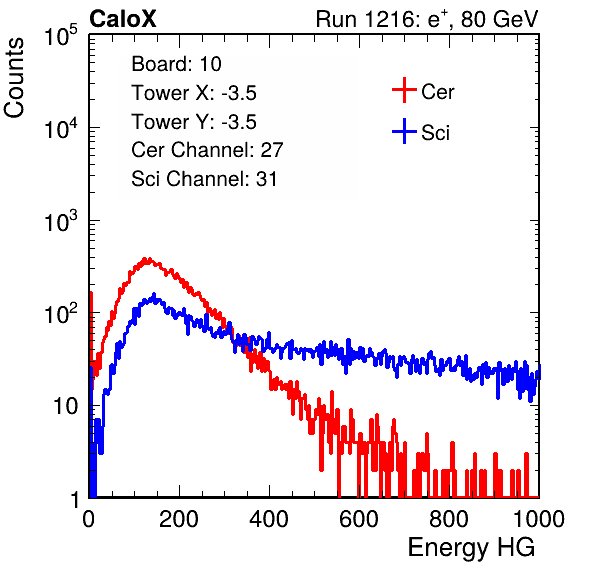 CaloX
Run 1216: e⁺, 80 GeV
Counts
Board: 10
Tower X: -3.5
Tower Y: -3.5
Cer Channel: 27
Sci Channel: 31
Cer
Sci
10⁵
10⁴
10³
10²
10
1
0 200 400 600 800 1000
Energy HG